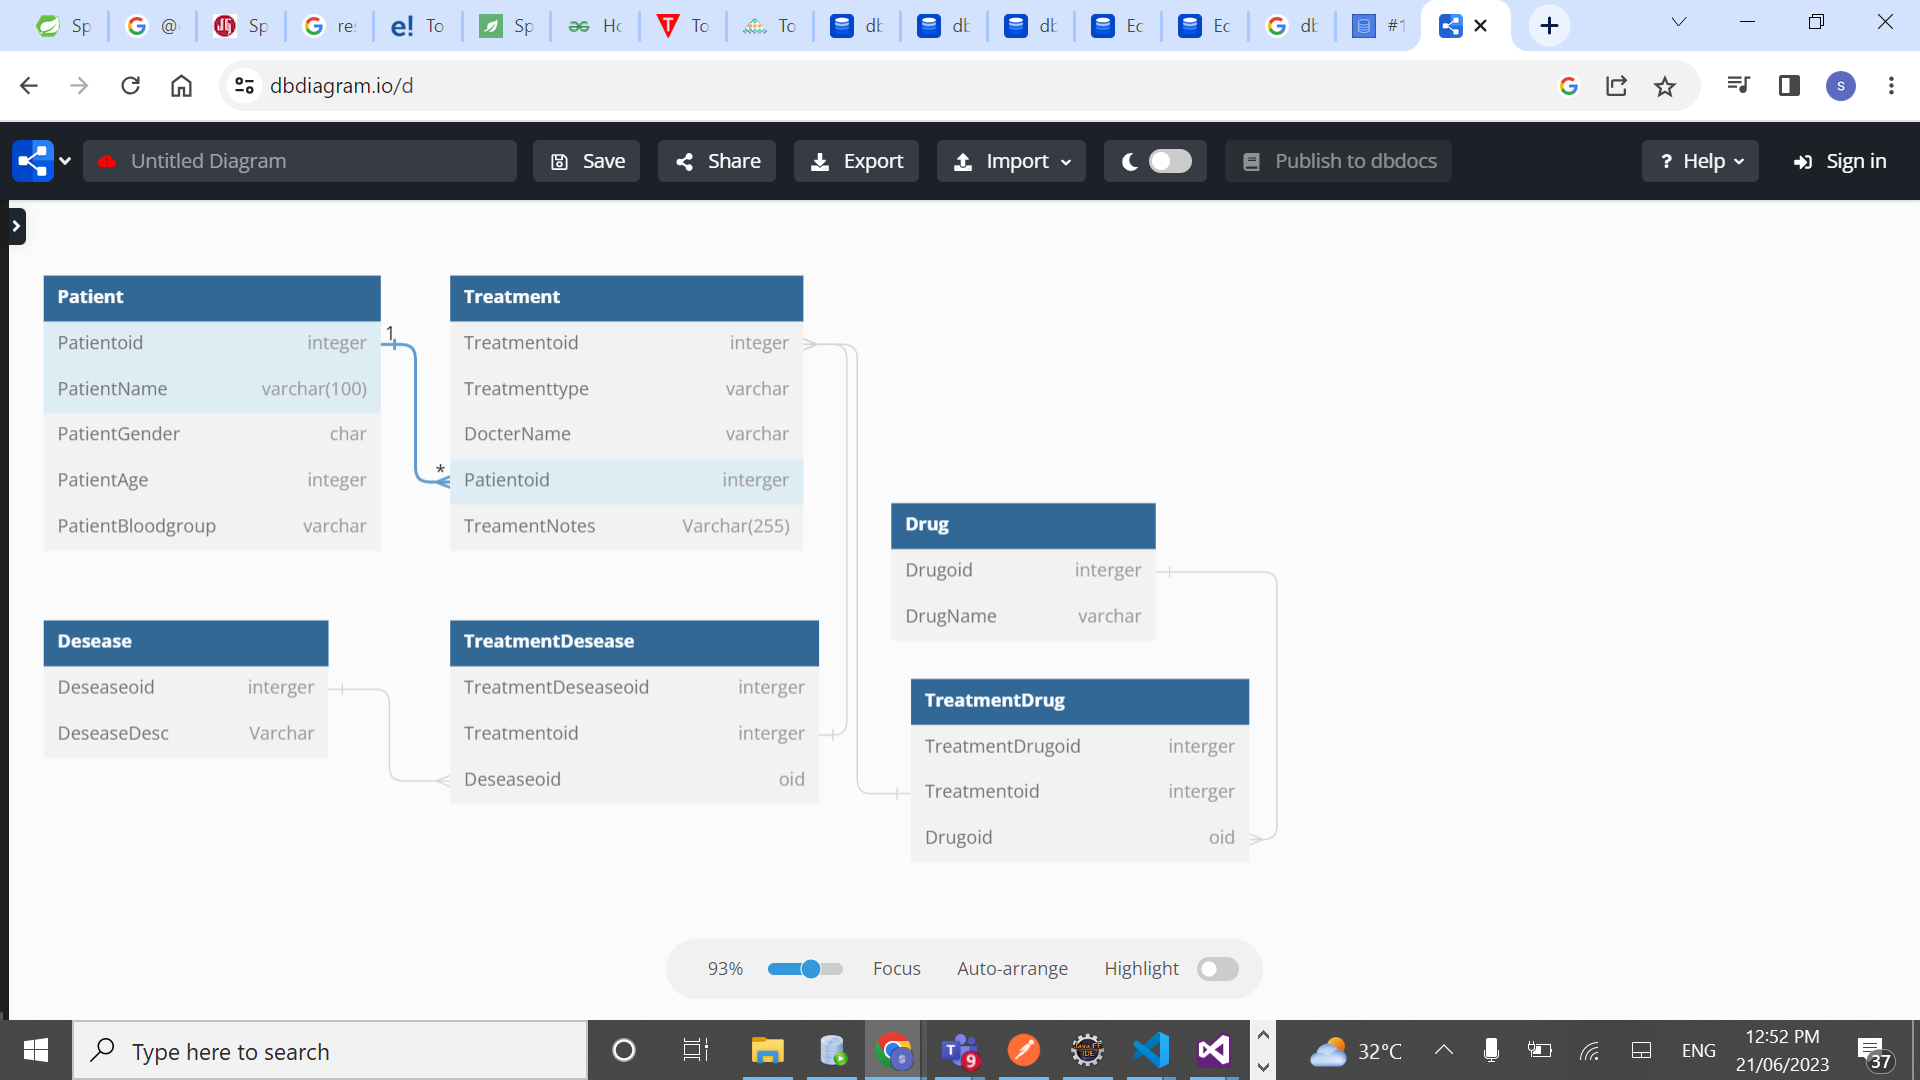 Sp
@
Sp
re
To
Sp
Ho
To
To
db
db
db
Ec
Ec
db
#1
dbdiagram.io/d
s
Untitled Diagram
Save
Share
Export
Import
Publish to dbdocs
? Help
Sign in
Patient
Patientoid integer
PatientName varchar(100)
PatientGender char
PatientAge integer
PatientBloodgroup varchar
1
*
Treatment
Treatmentoid integer
Treatmenttype varchar
DocterName varchar
Patientoid interger
TreamentNotes Varchar(255)
Drug
Drugoid interger
DrugName varchar
Desease
Deseaseoid interger
DeseaseDesc Varchar
TreatmentDesease
TreatmentDeseaseoid interger
Treatmentoid interger
Deseaseoid oid
TreatmentDrug
TreatmentDrugoid interger
Treatmentoid interger
Drugoid oid
93% Focus Auto-arrange Highlight
Type here to search
9
32°C
ENG
12:52 PM
21/06/2023
37